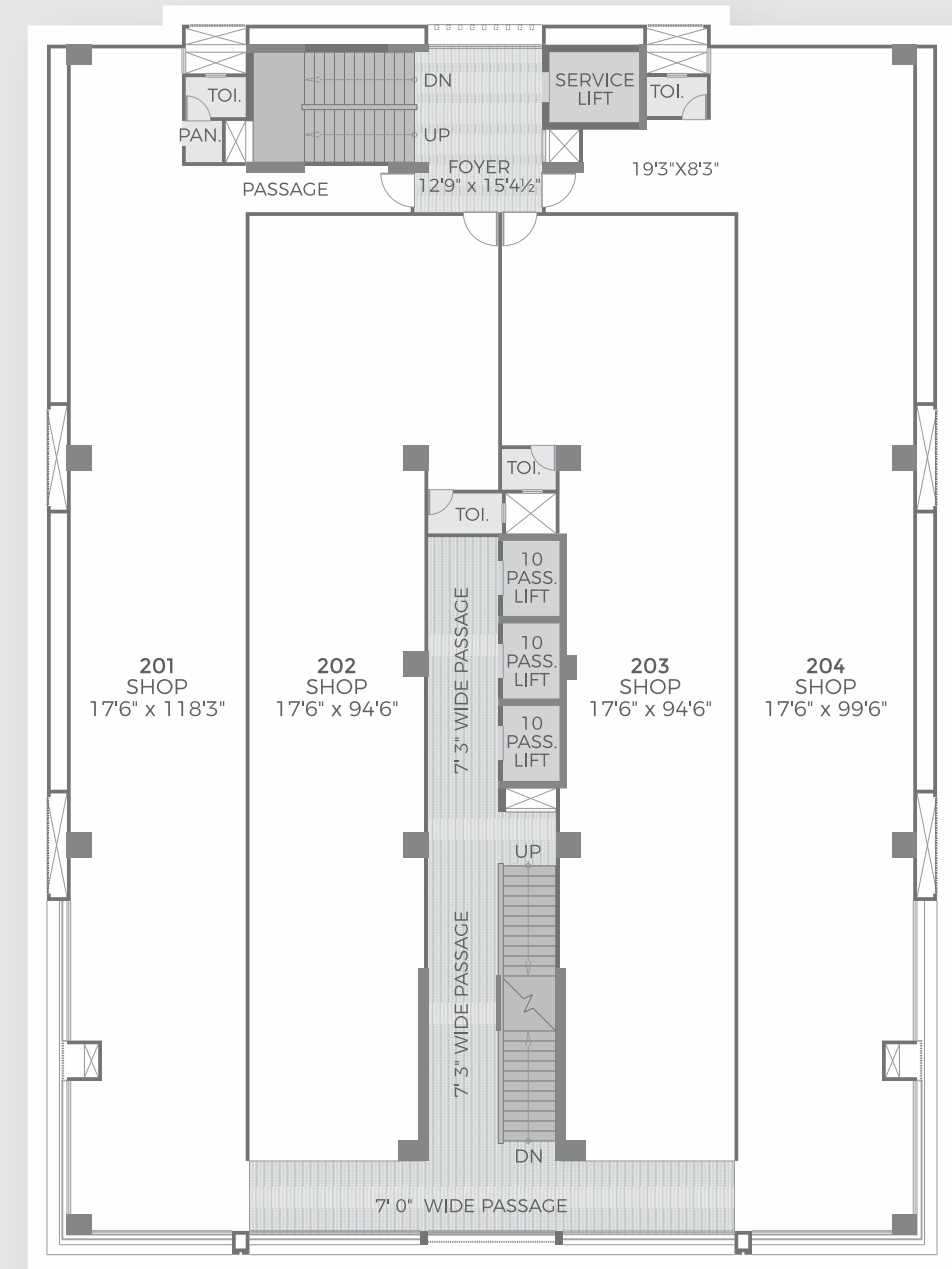 DN
SERVICE
LIFT
TOI.
TOI.
PAN.
UP
FOYER
12'9" x 15'4½"
19'3"X8'3"
PASSAGE
TOI.
TOI.
10
PASS.
LIFT
7' 3" WIDE PASSAGE
10
PASS.
LIFT
201
SHOP
17'6" x 118'3"
202
SHOP
17'6" x 94'6"
203
SHOP
17'6" x 94'6"
204
SHOP
17'6" x 99'6"
10
PASS.
LIFT
UP
7' 3" WIDE PASSAGE
DN
7' 0" WIDE PASSAGE